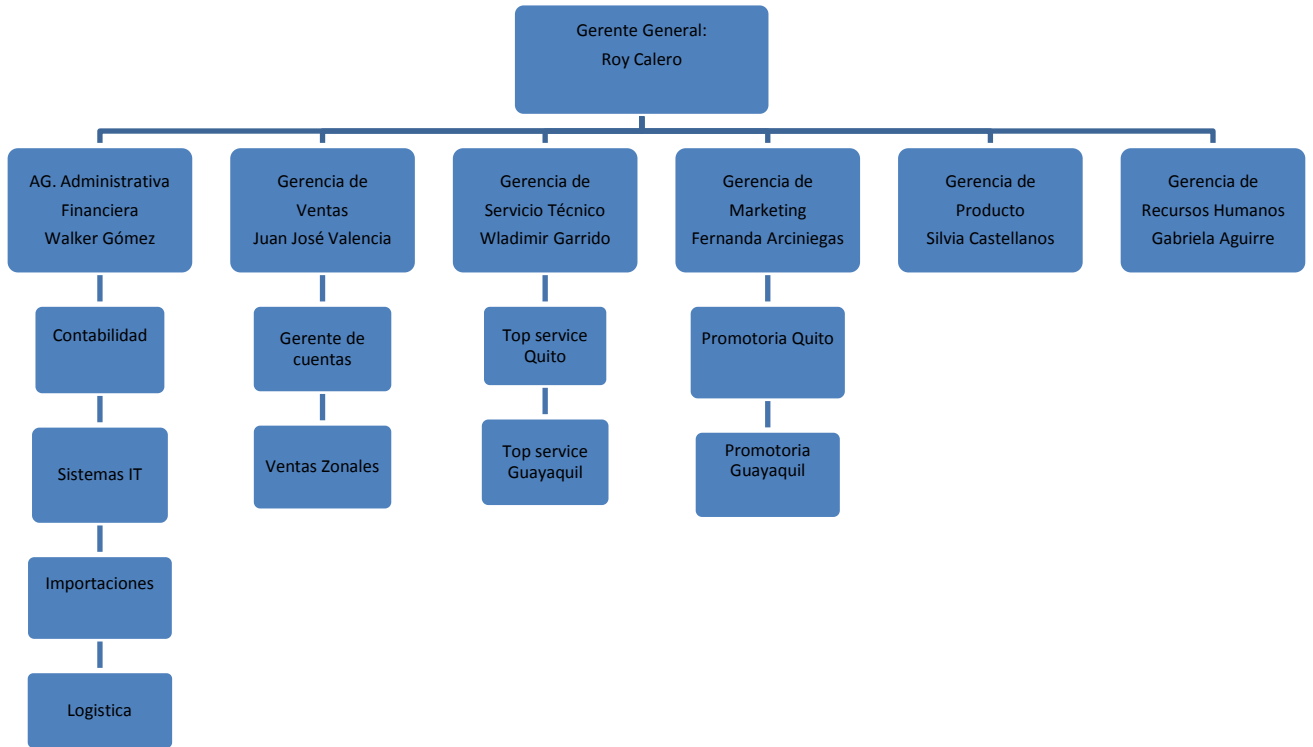 Gerente General:
Roy Calero
AG. Administrativa
Financiera
Walker Gómez
Gerencia de
Ventas
Juan José Valencia
Gerencia de
Servicio Técnico
Wladimir Garrido
Gerencia de
Marketing
Fernanda Arciniegas
Gerencia de
Producto
Silvia Castellanos
Gerencia de
Recursos Humanos
Gabriela Aguirre
Contabilidad
Gerente de
cuentas
Top service
Quito
Promotoria Quito
Sistemas IT
Ventas Zonales
Top service
Guayaquil
Promotoria
Guayaquil
Importaciones
Logistica